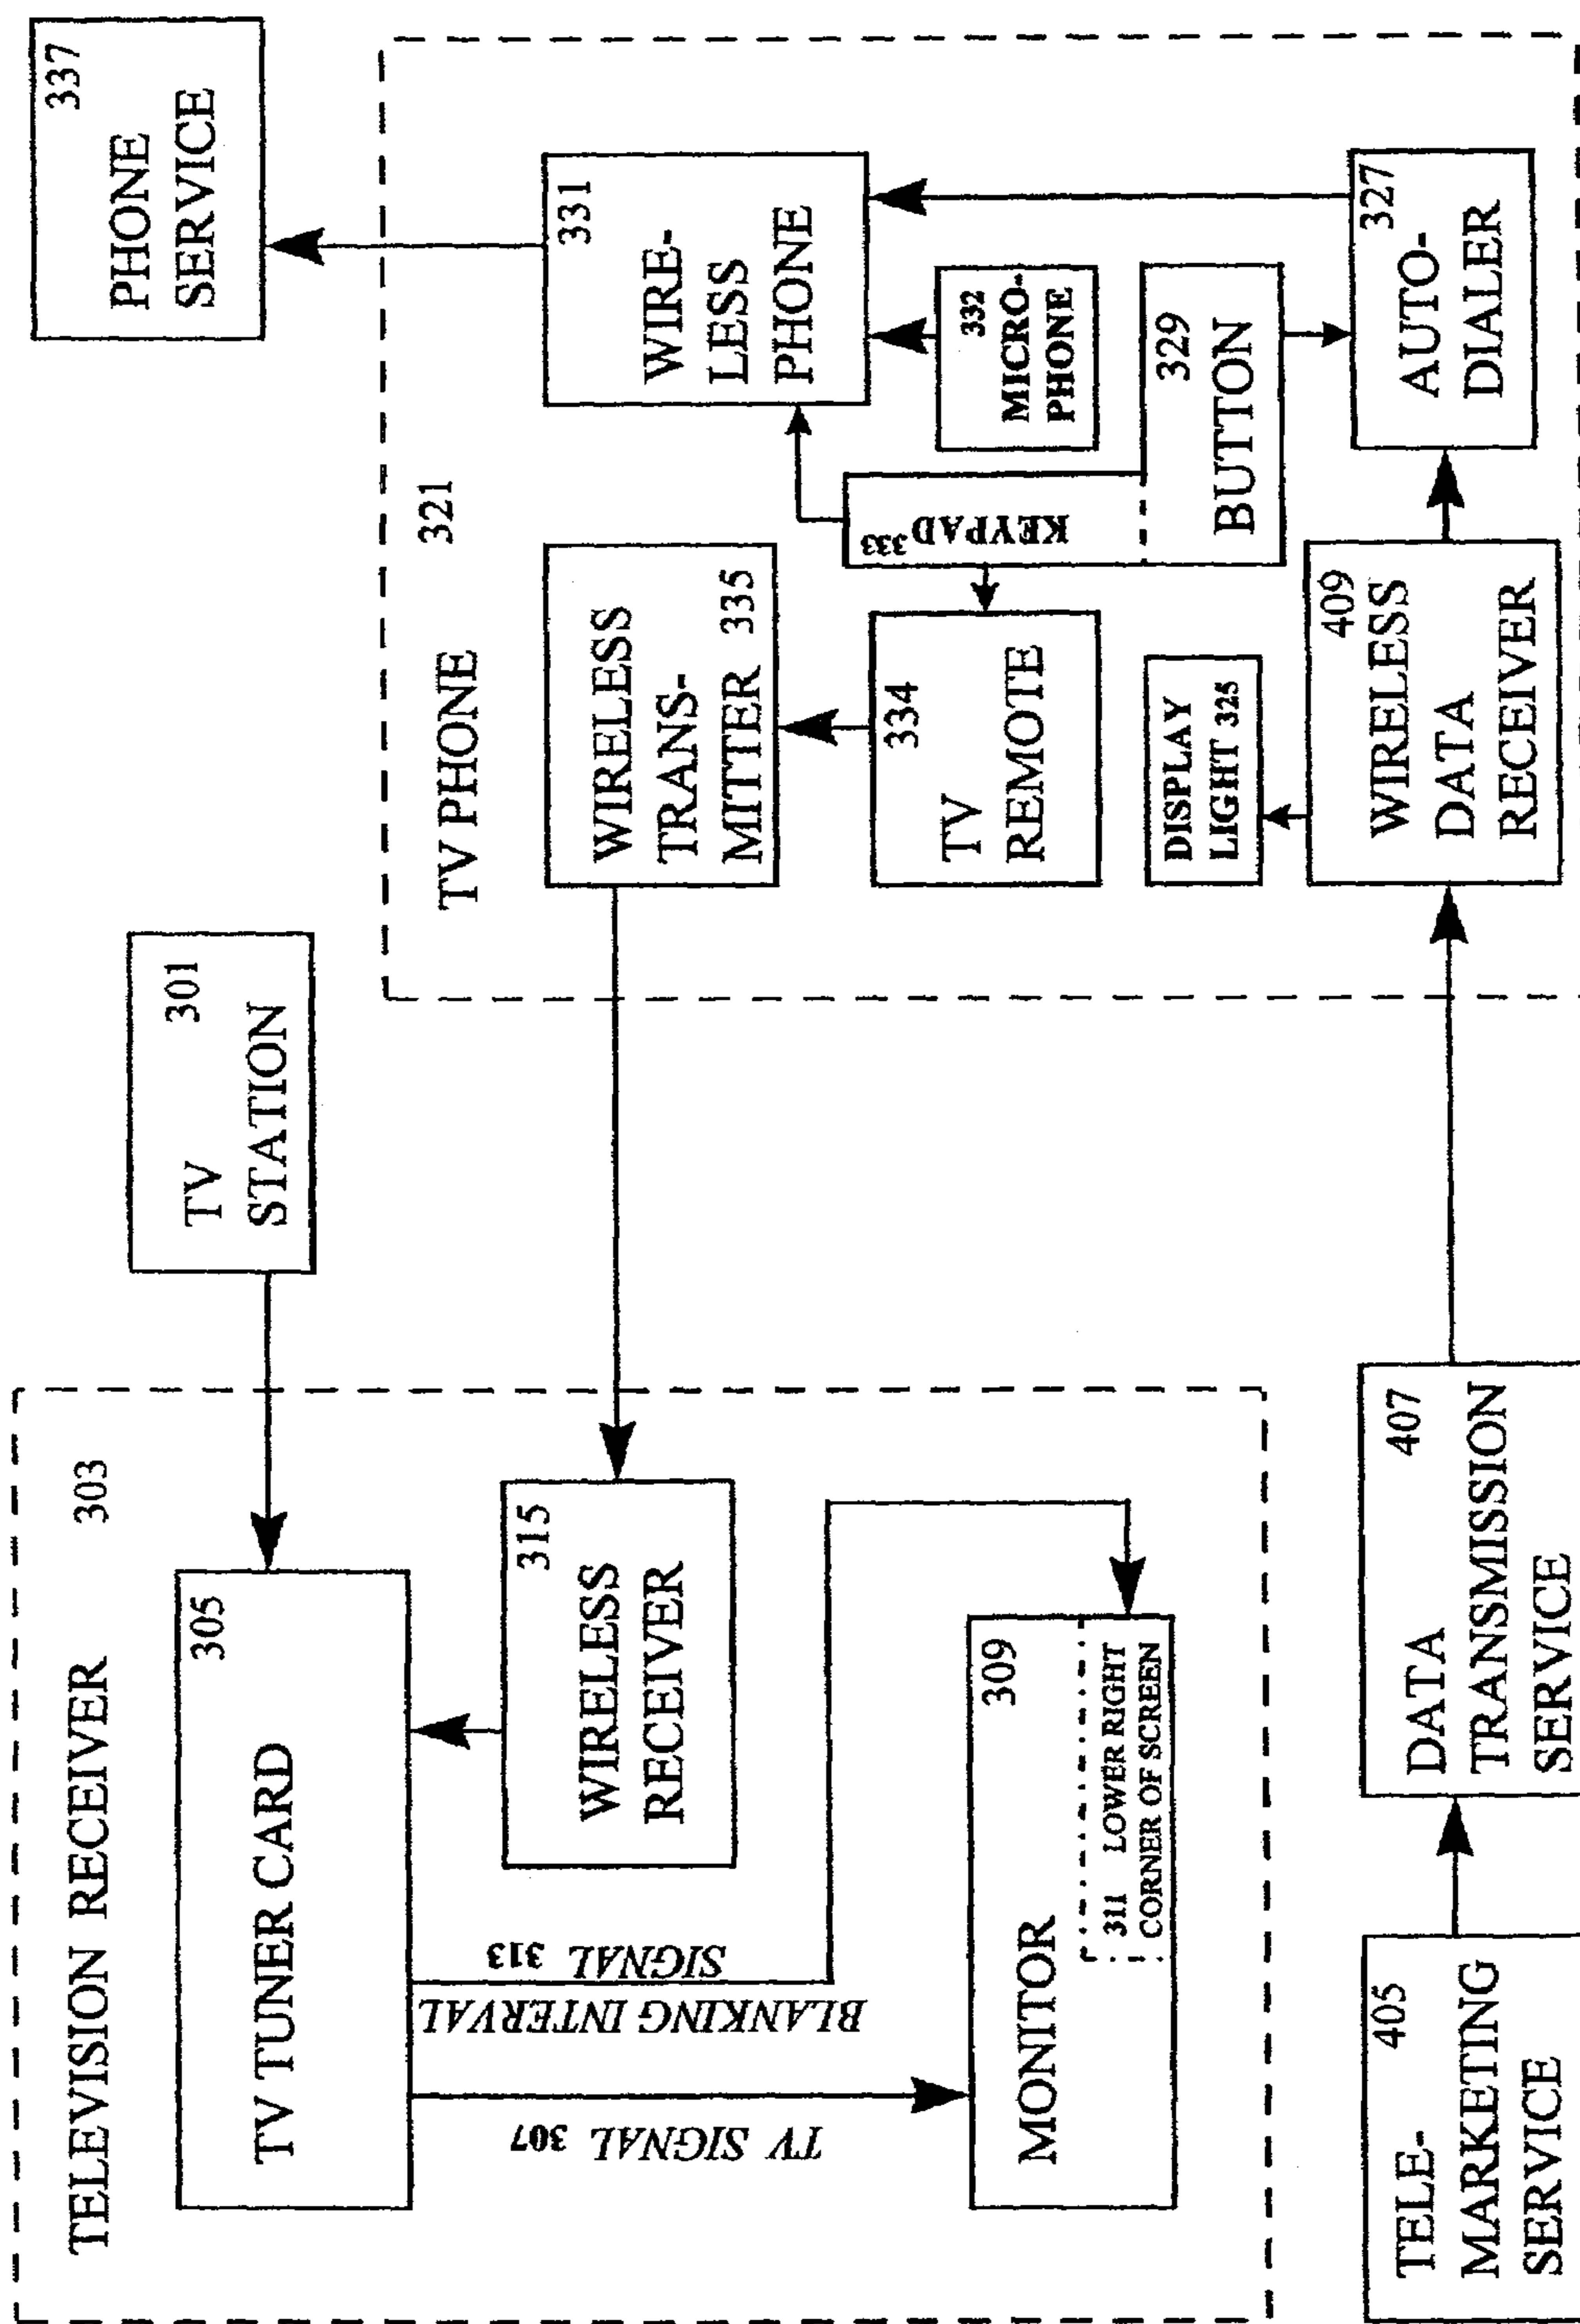 TELEVISION RECEIVER 303
305
TV TUNER CARD
315
WIRELESS
RECEIVER
TV SIGNAL 307
BLANKING INTERVAL
SIGNAL 313
309
MONITOR
311 LOWER RIGHT
CORNER OF SCREEN
301
TV
STATION
337
PHONE
SERVICE
TV PHONE 321
WIRELESS
TRANS-
MITTER 335
331
WIRE-
LESS
PHONE
334
TV
REMOTE
KEYPAD 333
332
MICRO-
PHONE
329
BUTTON
DISPLAY
LIGHT 325
409
WIRELESS
DATA
RECEIVER
327
AUTO-
DIALER
405
TELE-
MARKETING
SERVICE
407
DATA
TRANSMISSION
SERVICE